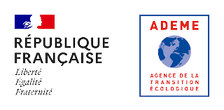 RÉPUBLIQUE
FRANÇAISE
Liberté
Égalité
Fraternité
ADEME
AGENCE DE LA
TRANSITION
ÉCOLOGIQUE